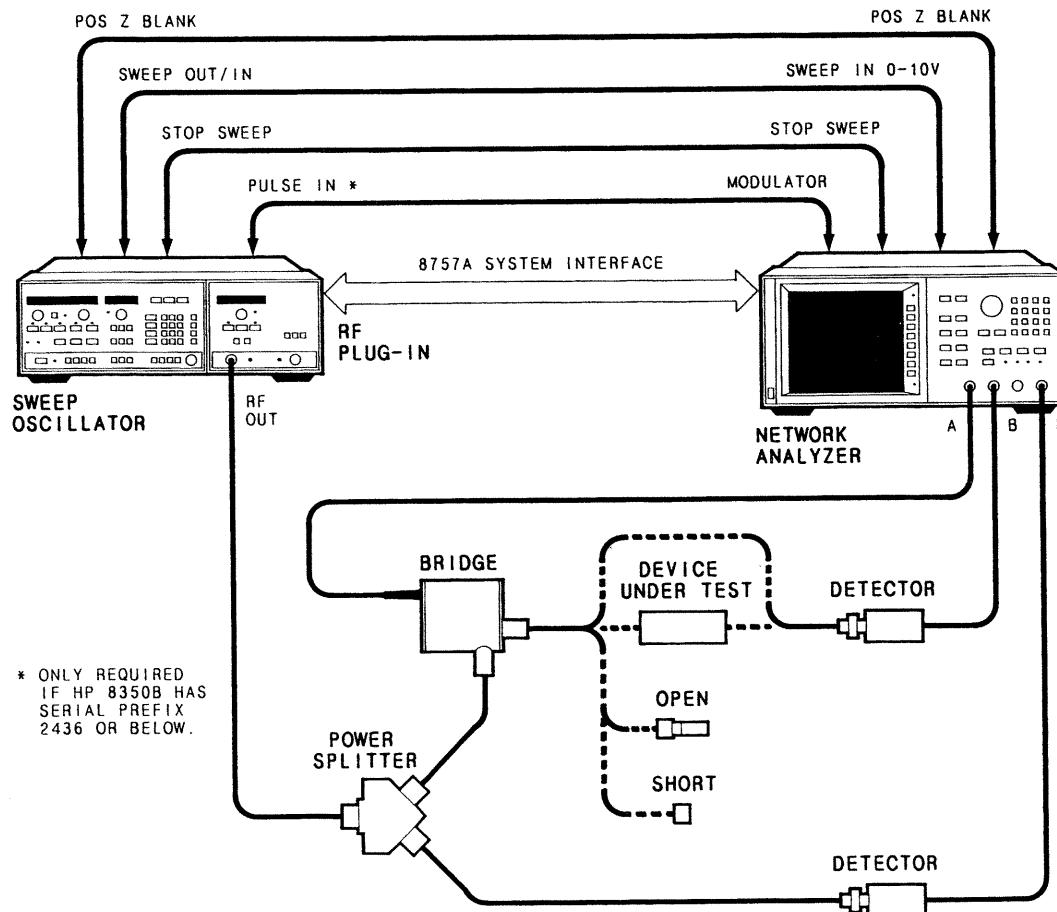 POS Z BLANK
POS Z BLANK
SWEEP OUT/IN
SWEEP IN 0-10V
STOP SWEEP
STOP SWEEP
PULSE IN *
MODULATOR
8757A SYSTEM INTERFACE
RF
PLUG-IN
SWEEP
OSCILLATOR
RF
OUT
NETWORK
ANALYZER
A
B
BRIDGE
DEVICE
UNDER TEST
DETECTOR
* ONLY REQUIRED
IF HP 8350B HAS
SERIAL PREFIX
2436 OR BELOW.
OPEN
POWER
SPLITTER
SHORT
DETECTOR